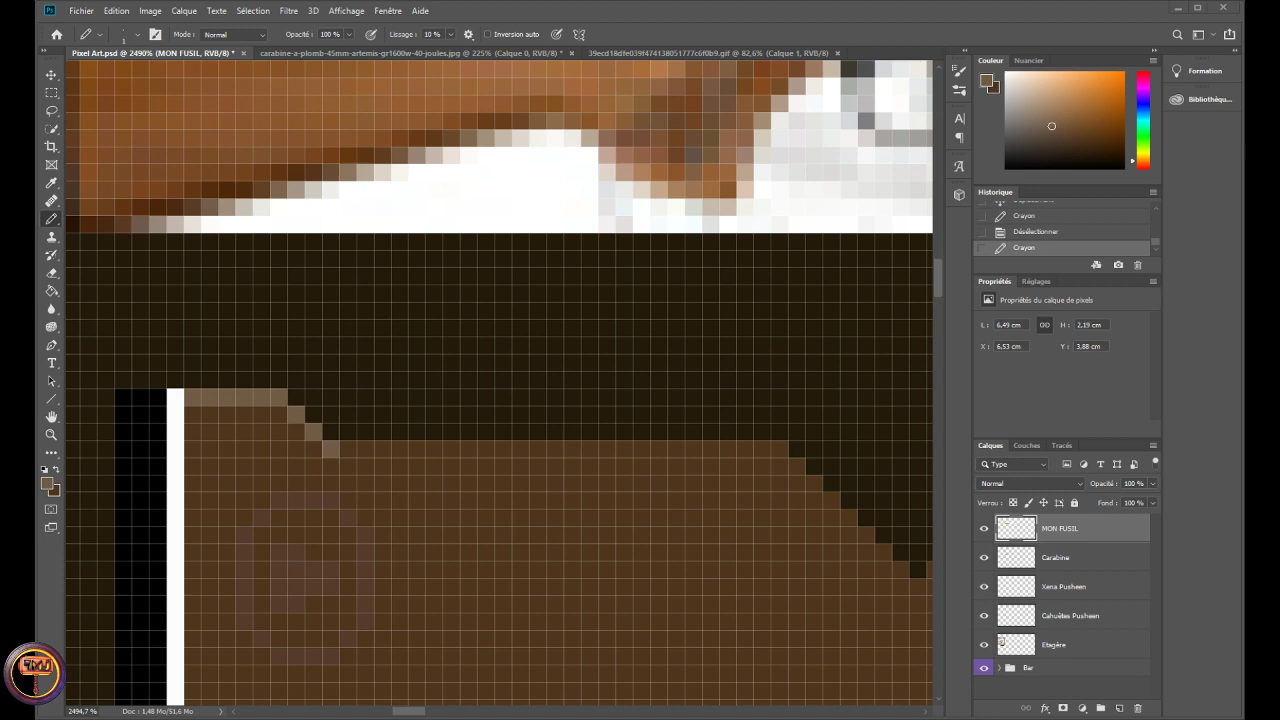 Ps Fichier Edition Image Calque Texte Sélection Filtre 3D Affichage Fenêtre Aide
1 Mode : Normal Opacité : 100 % Lissage : 10 % Inversion auto
Pixel Art.psd @ 2490% (MON FUSIL, RVB/8) * × carabine-a-plomb-45mm-artemis-gr1600w-40-joules.jpg @ 225% (Calque 0, RVB/8) * × 39ecd18dfe039f474138051777c6f0b9.gif @ 82,6% (Calque 1, RVB/8) ×
Couleur Nuancier
Formation
Bibliothèqu...
Historique
Crayon
Désélectionner
Crayon
Propriétés Réglages
Propriétés du calque de pixels
L : 6,49 cm H : 2,19 cm
X : 6,53 cm Y : 3,88 cm
Calques Couches Tracés
Type
Normal Opacité : 100 %
Verrou : Fond : 100 %
MON FUSIL
Carabine
Xena Pusheen
Cahuètes Pusheen
Etagère
Bar
2494,7 % Doc : 1,48 Mo/51,6 Mo